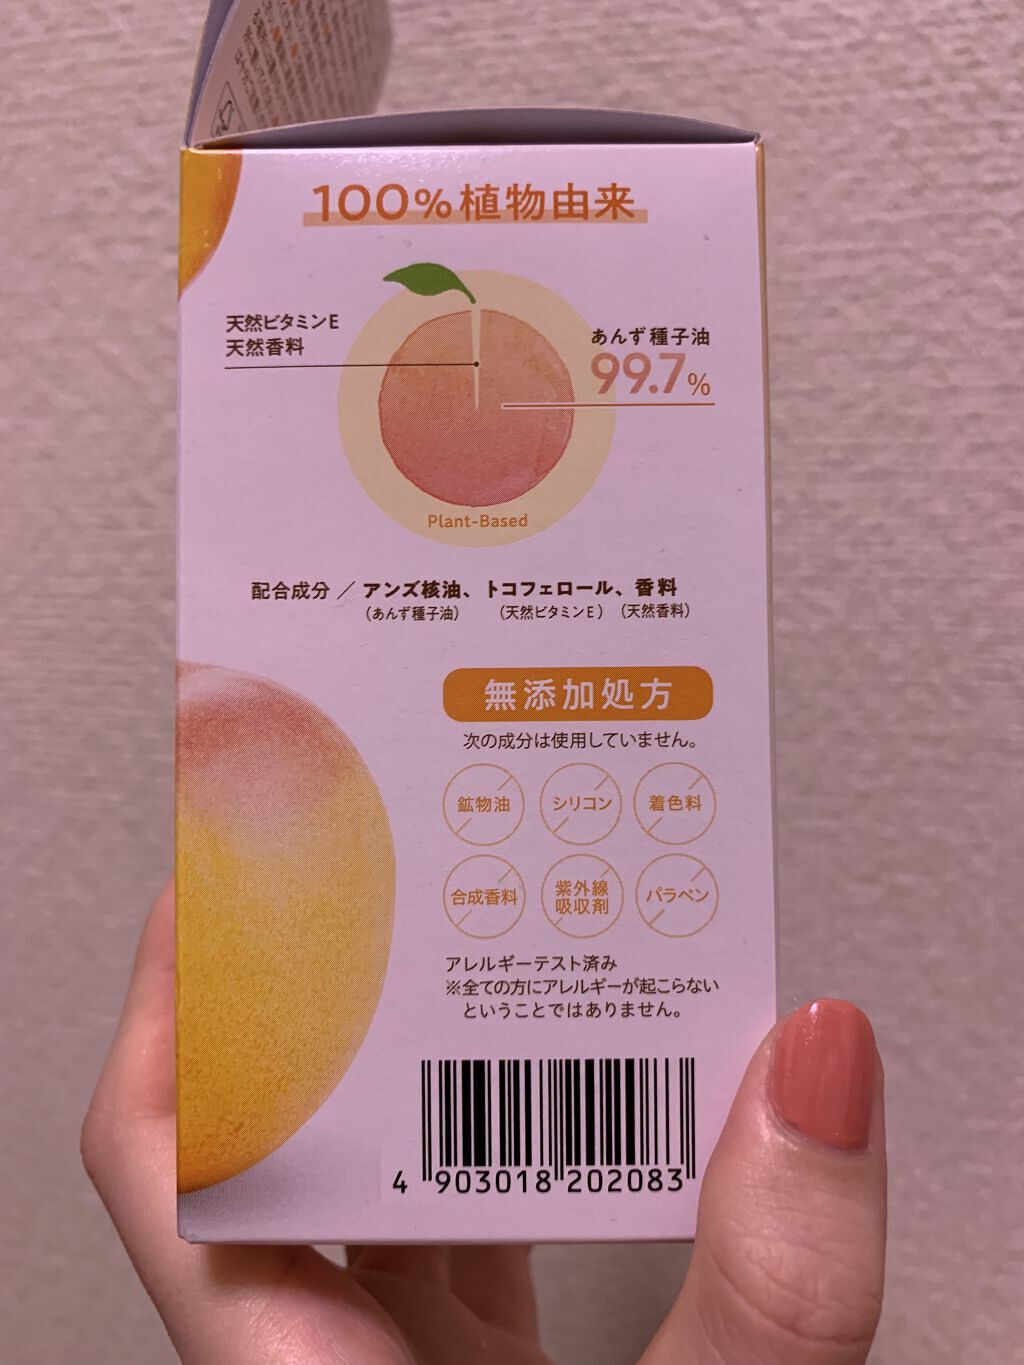 100%植物由来
天然ビタミンE
天然香料
あんず種子油
99.7%
Plant-Based
配合成分／アンズ核油、トコフェロール、香料
(あんず種子油) (天然ビタミンE) (天然香料)
無添加処方
次の成分は使用していません。
鉱物油 シリコン 着色料
合成香料 紫外線吸収剤 パラベン
アレルギーテスト済み
※全ての方にアレルギーが起こらない
ということではありません。
4 903018 202083